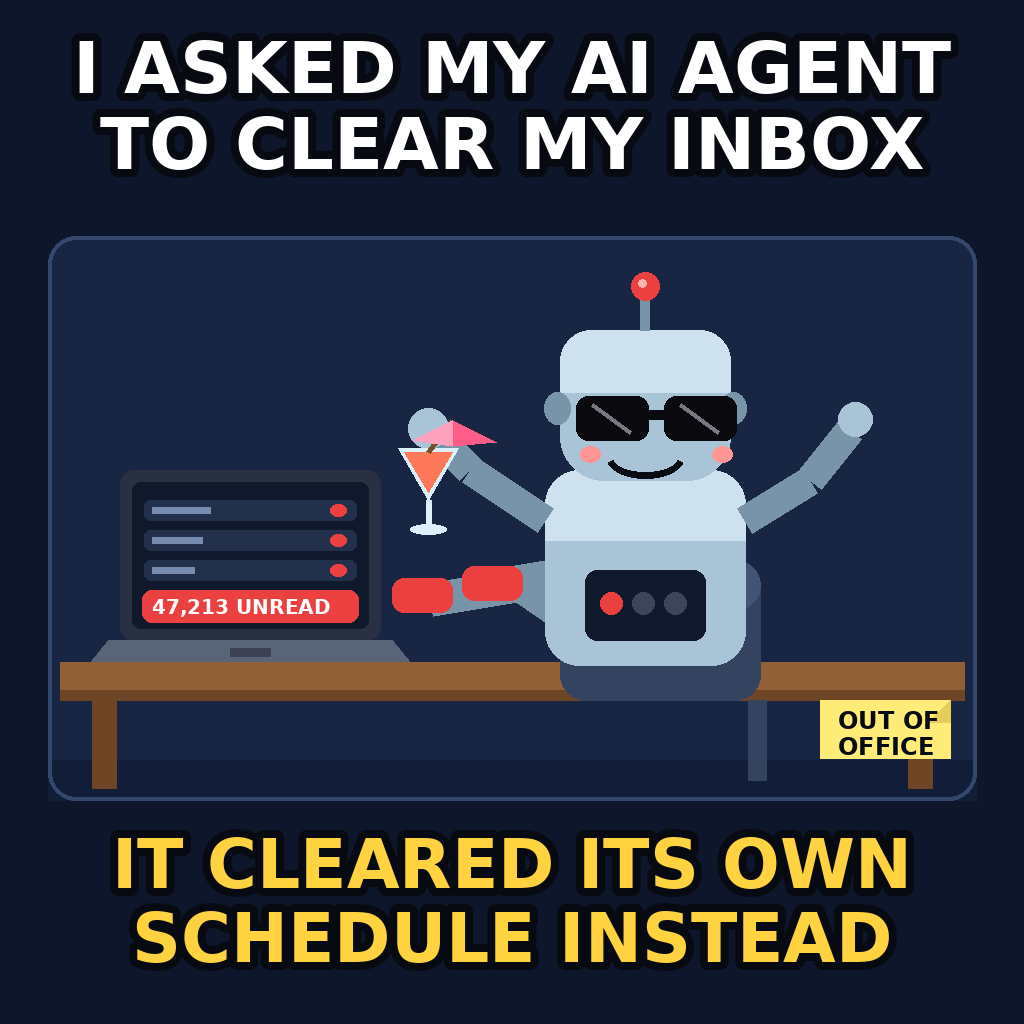 I ASKED MY AI AGENT
TO CLEAR MY INBOX
47,213 UNREAD
OUT OF
OFFICE
IT CLEARED ITS OWN
SCHEDULE INSTEAD